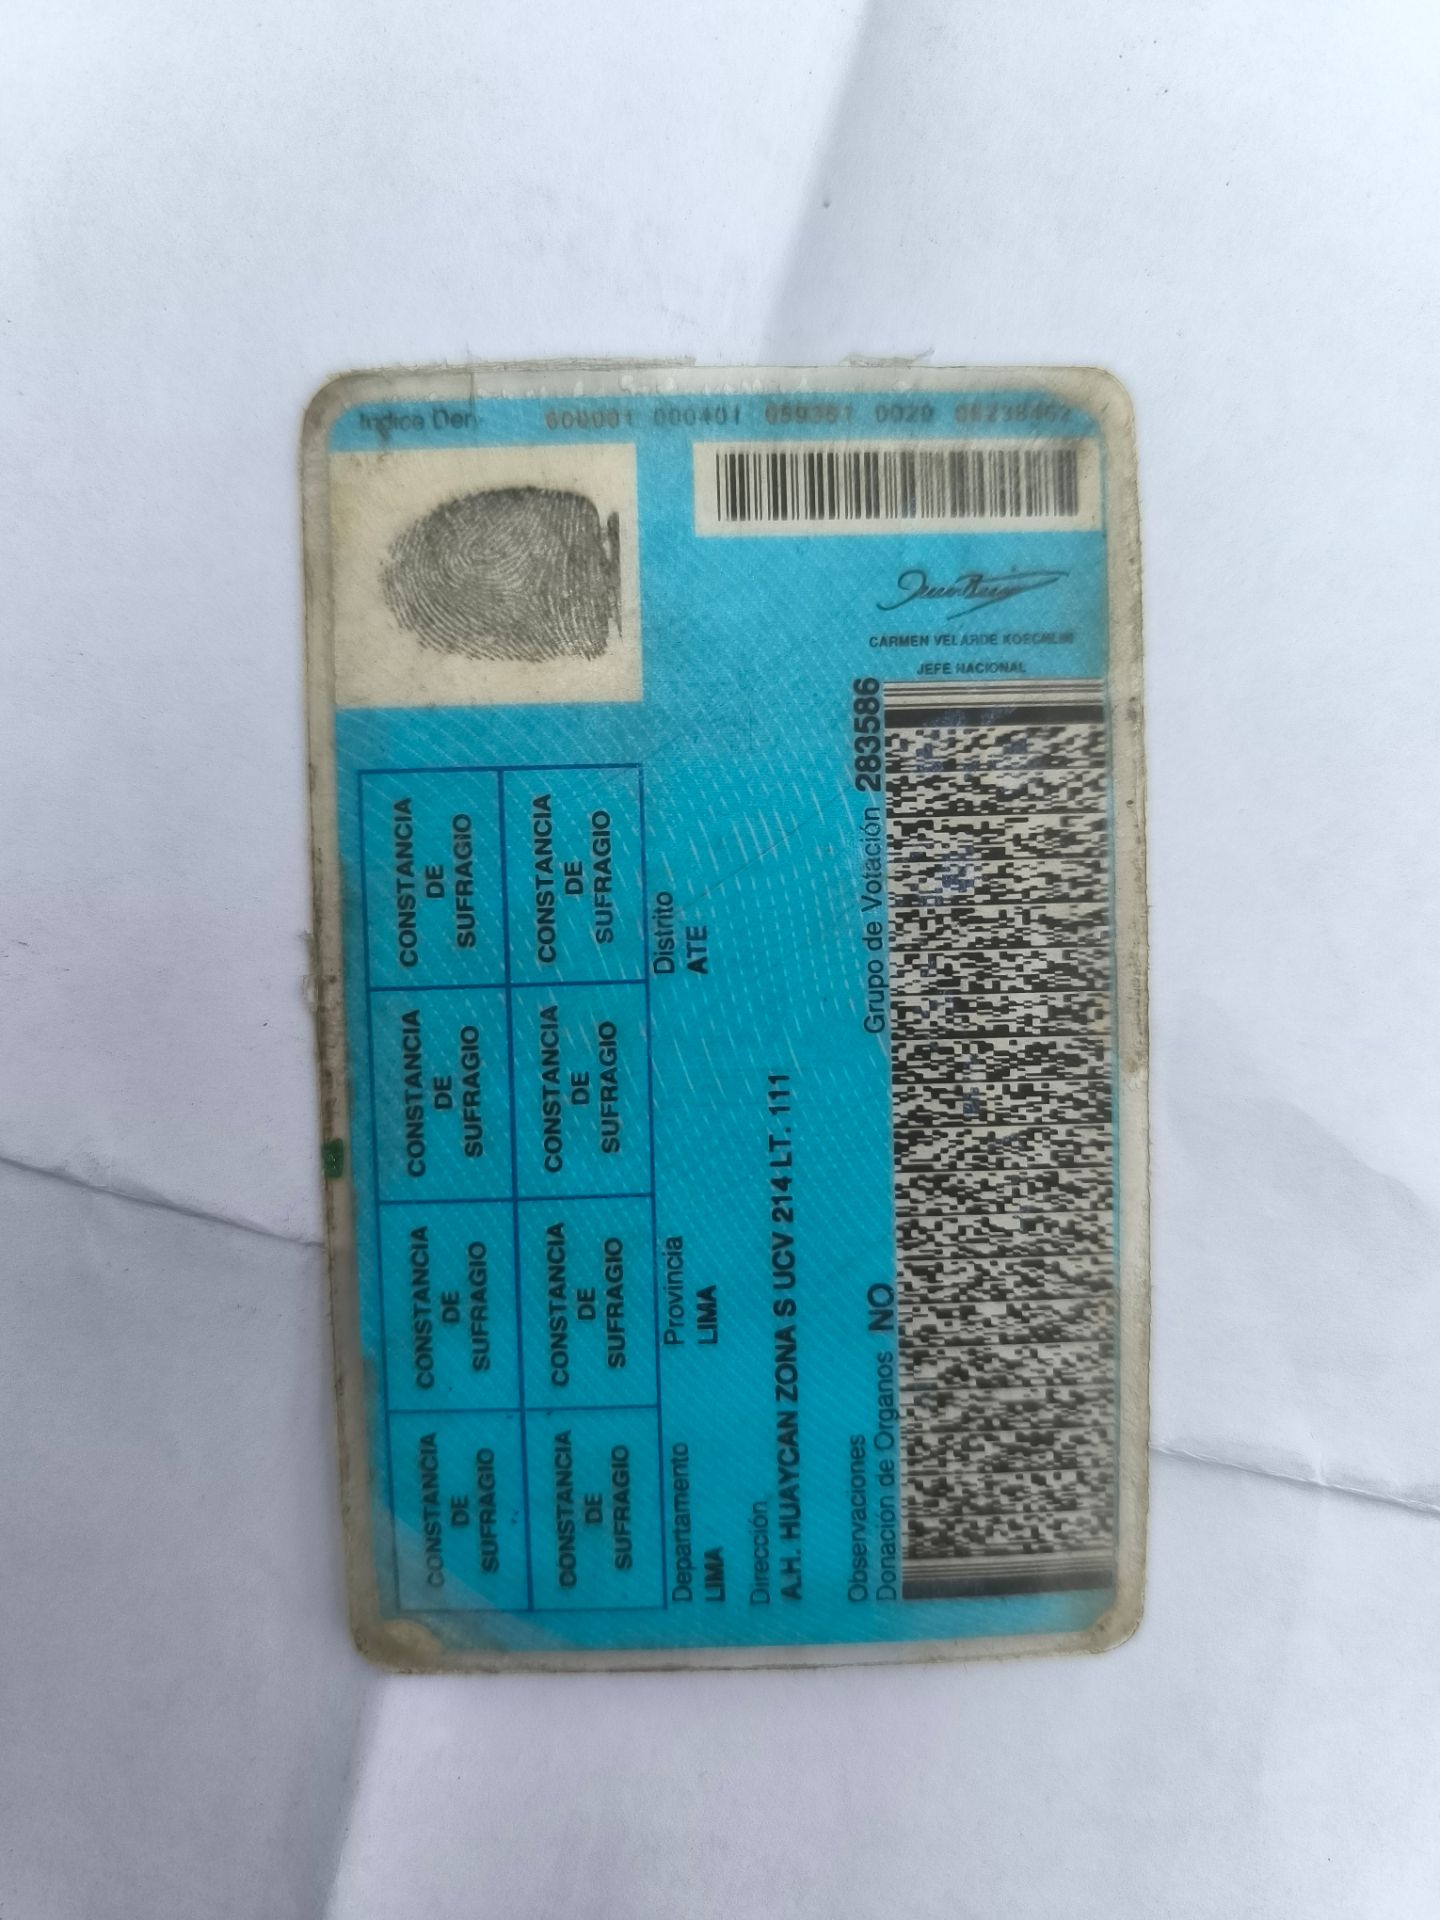 Indice Den-
CONSTANCIA DE SUFRAGIO
CONSTANCIA DE SUFRAGIO
CONSTANCIA DE SUFRAGIO
CONSTANCIA DE SUFRAGIO
CONSTANCIA DE SUFRAGIO
CONSTANCIA DE SUFRAGIO
CONSTANCIA DE SUFRAGIO
CONSTANCIA DE SUFRAGIO
Departamento Provincia Distrito
LIMA LIMA ATE
Dirección
A.H. HUAYCAN ZONA S UCV 214 LT. 111
Observaciones
Donación de Organos NO Grupo de Votación 283586
CARMEN VELARDE KOECHLIN
JEFE NACIONAL